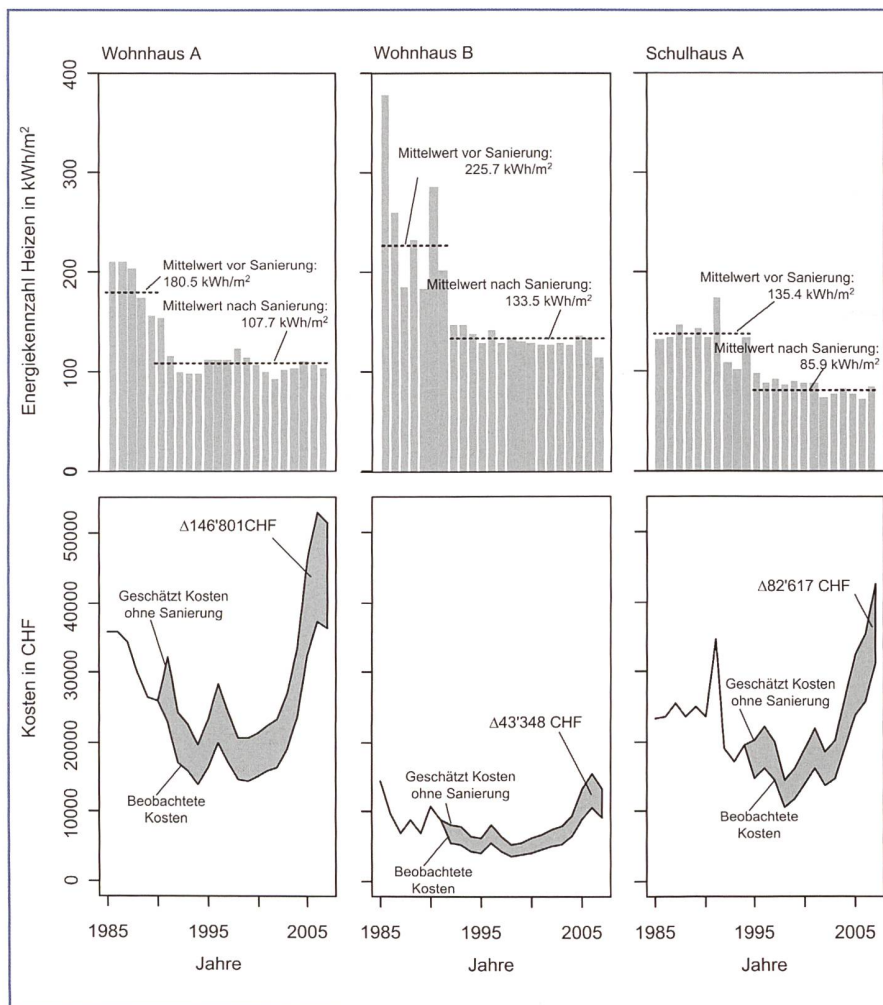 Wohnhaus A
Wohnhaus B
Schulhaus A
Energiekennzahl Heizen in kWh/m²
400
300
200
100
0
Mittelwert vor Sanierung:
180.5 kWh/m²
Mittelwert nach Sanierung:
107.7 kWh/m²
Mittelwert vor Sanierung:
225.7 kWh/m²
Mittelwert nach Sanierung:
133.5 kWh/m²
Mittelwert vor Sanierung:
135.4 kWh/m²
Mittelwert nach Sanierung:
85.9 kWh/m²
Kosten in CHF
50000
40000
30000
20000
10000
0
Δ146'801CHF
Geschätzt Kosten
ohne Sanierung
Beobachtete
Kosten
Δ43'348 CHF
Geschätzt Kosten
ohne Sanierung
Beobachtete
Kosten
Δ82'617 CHF
Geschätzt Kosten
ohne Sanierung
Beobachtete
Kosten
1985
1995
2005
1985
1995
2005
1985
1995
2005
Jahre
Jahre
Jahre